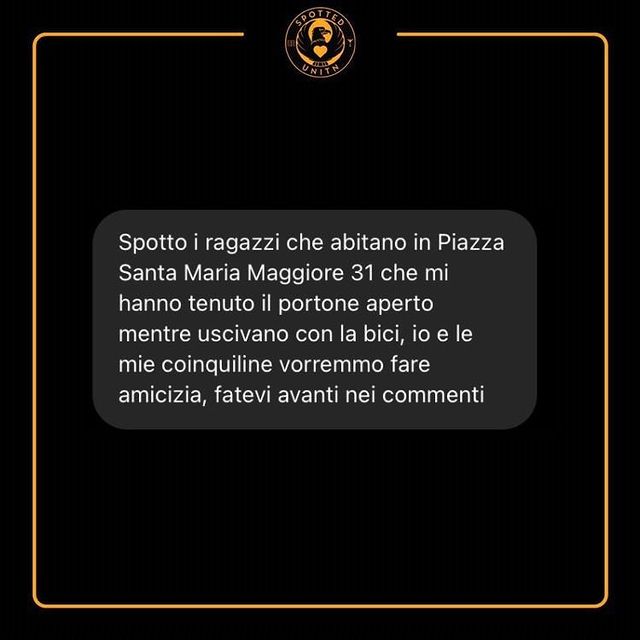 SPOTTED
UNITN
Spotto i ragazzi che abitano in Piazza
Santa Maria Maggiore 31 che mi
hanno tenuto il portone aperto
mentre uscivano con la bici, io e le
mie coinquiline vorremmo fare
amicizia, fatevi avanti nei commenti